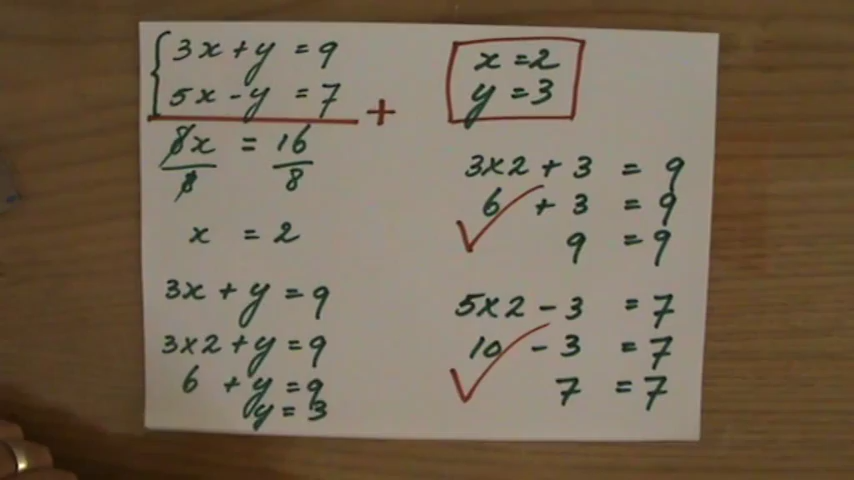 3x + y = 9
5x - y = 7
+
8x/8 = 16/8
x = 2
3x + y = 9
3x2 + y = 9
6 + y = 9
y = 3
x = 2
y = 3
3x2 + 3 = 9
6 + 3 = 9
9 = 9
5x2 - 3 = 7
10 - 3 = 7
7 = 7